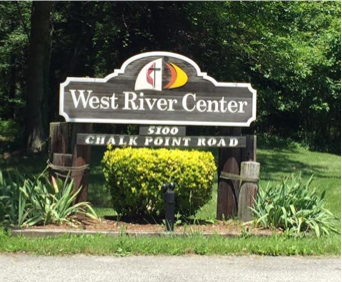 West River Center
5100
CHALK POINT ROAD